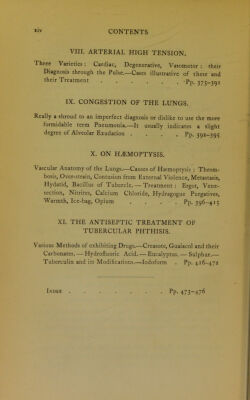 xiv CONTENTS
VIII. ARTERIAL HIGH TENSION.
Three Varieties: Cardiac, Degenerative, Vasomotor: their
Diagnosis through the Pulse.—Cases illustrative of these and
their Treatment . . . . . Pp. 375-391
IX. CONGESTION OF THE LUNGS.
Really a shroud to an imperfect diagnosis or dislike to use the more
formidable term Pneumonia.—It usually indicates a slight
degree of Alveolar Exudation . . . Pp. 392-395
X. ON HÆMOPTYSIS.
Vascular Anatomy of the Lungs.—Causes of Hæmoptysis: Throm-
bosis, Over-strain, Contusion from External Violence, Metastasis,
Hydatid, Bacillus of Tubercle.—Treatment: Ergot, Vene-
section, Nitrites, Calcium Chloride, Hydragogue Purgatives,
Warmth, Ice-bag, Opium . . . Pp. 396-415
XI. THE ANTISEPTIC TREATMENT OF
TUBERCULAR PHTHISIS.
Various Methods of exhibiting Drugs.—Creasote, Guaiacol and their
Carbonates.—Hydrofluoric Acid.—Eucalyptus.—Sulphur.—
Tuberculin and its Modifications.—Iodoform . Pp. 416-472
INDEX . . . . . . . Pp. 473-476